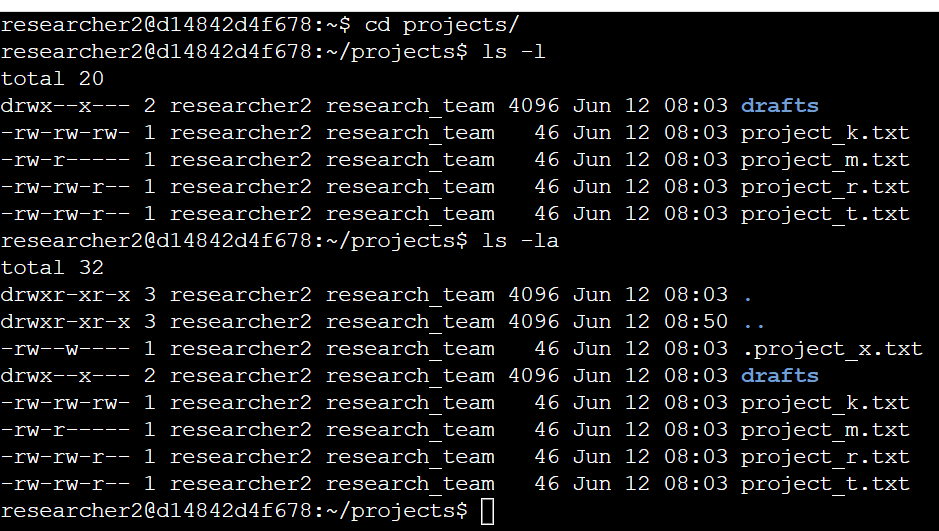 researcher2@d14842d4f678:~$ cd projects/
researcher2@d14842d4f678:~/projects$ ls -l
total 20
drwx--x--- 2 researcher2 research_team 4096 Jun 12 08:03 drafts
-rw-rw-rw- 1 researcher2 research_team   46 Jun 12 08:03 project_k.txt
-rw-r----- 1 researcher2 research_team   46 Jun 12 08:03 project_m.txt
-rw-rw-r-- 1 researcher2 research_team   46 Jun 12 08:03 project_r.txt
-rw-rw-r-- 1 researcher2 research_team   46 Jun 12 08:03 project_t.txt
researcher2@d14842d4f678:~/projects$ ls -la
total 32
drwxr-xr-x 3 researcher2 research_team 4096 Jun 12 08:03 .
drwxr-xr-x 3 researcher2 research_team 4096 Jun 12 08:50 ..
-rw--w---- 1 researcher2 research_team   46 Jun 12 08:03 .project_x.txt
drwx--x--- 2 researcher2 research_team 4096 Jun 12 08:03 drafts
-rw-rw-rw- 1 researcher2 research_team   46 Jun 12 08:03 project_k.txt
-rw-r----- 1 researcher2 research_team   46 Jun 12 08:03 project_m.txt
-rw-rw-r-- 1 researcher2 research_team   46 Jun 12 08:03 project_r.txt
-rw-rw-r-- 1 researcher2 research_team   46 Jun 12 08:03 project_t.txt
researcher2@d14842d4f678:~/projects$